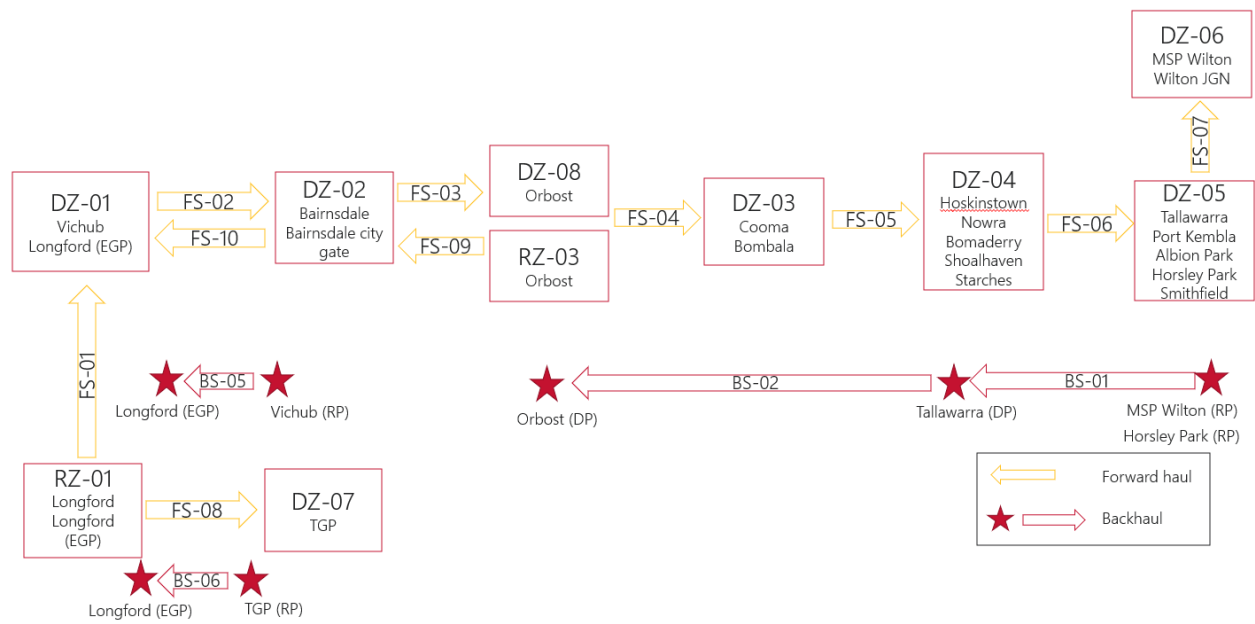 DZ-06
MSP Wilton
Wilton JGN
FS-07
DZ-01
Vichub
Longford (EGP)
FS-02
FS-10
DZ-02
Bairnsdale
Bairnsdale city
gate
FS-03
FS-09
DZ-08
Orbost
RZ-03
Orbost
FS-04
DZ-03
Cooma
Bombala
FS-05
DZ-04
Hoskinstown
Nowra
Bomaderry
Shoalhaven
Starches
FS-06
DZ-05
Tallawarra
Port Kembla
Albion Park
Horsley Park
Smithfield
FS-01
BS-05
Longford (EGP)
Vichub (RP)
BS-02
Orbost (DP)
Tallawarra (DP)
BS-01
MSP Wilton (RP)
Horsley Park (RP)
RZ-01
Longford
Longford
(EGP)
FS-08
DZ-07
TGP
BS-06
Longford (EGP)
TGP (RP)
Forward haul
Backhaul